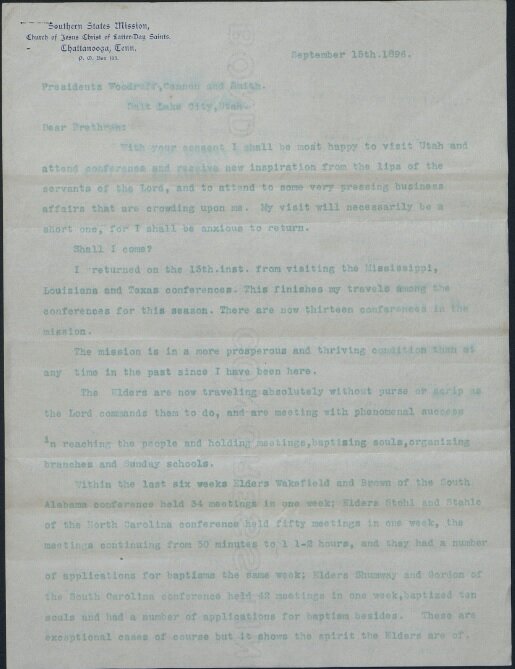 Southern States Mission,
Church of Jesus Christ of Latter-Day Saints.
Chattanooga, Tenn.
P. O. Box 103.
September 15th.1896.
Presidents Woodruff,Cannon and Smith.
Salt Lake City,Utah.
Dear Brethren:
With your consent I shall be most happy to visit Utah and
attend conference and receive new inspiration from the lips of the
servants of the Lord, and to attend to some very pressing business
affairs that are crowding upon me. My visit will necessarily be a
short one, for I shall be anxious to return.
Shall I come?
I returned on the 13th.inst. from visiting the Mississippi,
Louisiana and Texas conferences. This finishes my travels among the
conferences for this season. There are now thirteen conferences in the
mission.
The mission is in a more prosperous and thriving condition than at
any time in the past since I have been here.
The Elders are now traveling absolutely without purse or scrip as
the Lord commands them to do, and are meeting with phenomenal success
in reaching the people and holding meetings,baptising souls,organizing
branches and Sunday schools.
Within the last six weeks Elders Wakefield and Brown of the South
Alabama conference held 34 meetings in one week; Elders Stohl and
of the North Carolina conference held fifty meetings in one week, the
meetings continuing from 30 minutes to 1 1-2 hours, and they had a number
of applications for baptisms the same week; Elders Shumway and Gordon of
the South Carolina conference held 42 meetings in one week,baptized ten
souls and had a number of applications for baptism besides. These are
exceptional cases of course but it shows the spirit the Elders are of.